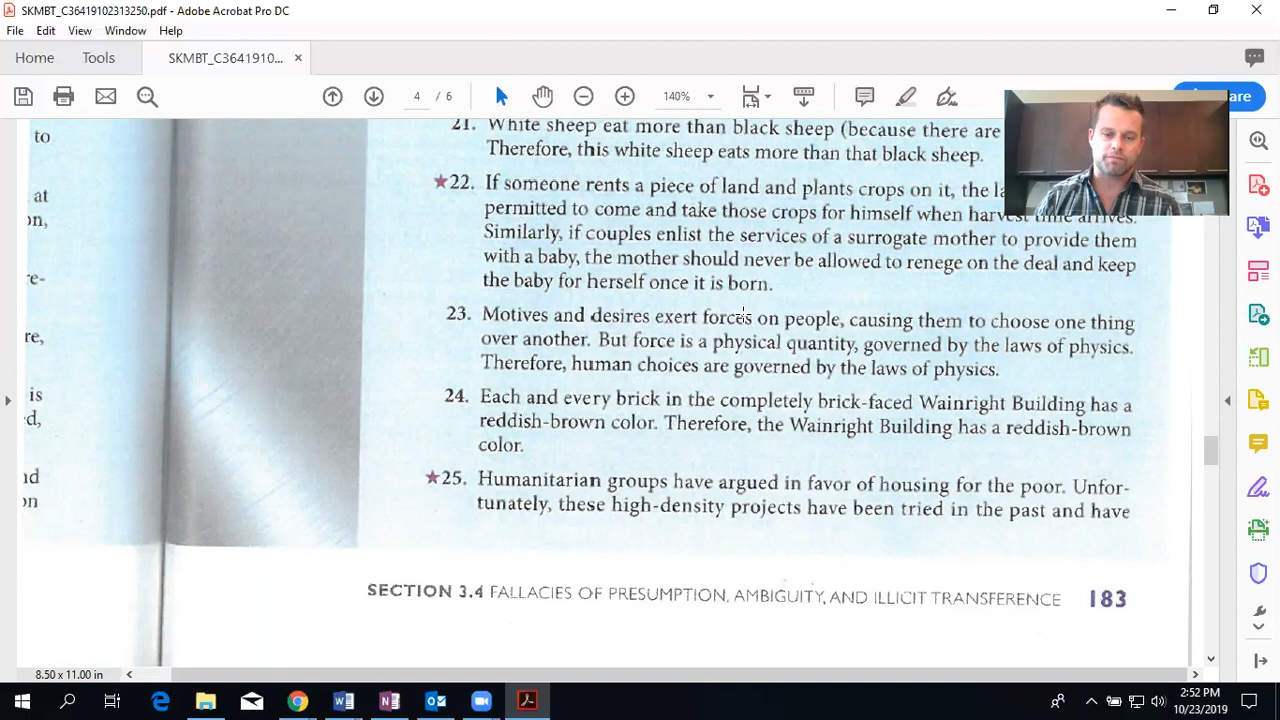 SKMBT_C36419102313250.pdf - Adobe Acrobat Pro DC
File Edit View Window Help
Home Tools SKMBT_C3641910... ×
4 / 6 140%
are
to
at
on,
re-
re,
is
d,
nd
on
21. White sheep eat more than black sheep (because there are
Therefore, this white sheep eats more than that black sheep.
★22. If someone rents a piece of land and plants crops on it, the
permitted to come and take those crops for himself when harvest time arrives.
Similarly, if couples enlist the services of a surrogate mother to provide them
with a baby, the mother should never be allowed to renege on the deal and keep
the baby for herself once it is born.
23. Motives and desires exert forces on people, causing them to choose one thing
over another. But force is a physical quantity, governed by the laws of physics.
Therefore, human choices are governed by the laws of physics.
24. Each and every brick in the completely brick-faced Wainright Building has a
reddish-brown color. Therefore, the Wainright Building has a reddish-brown
color.
★25. Humanitarian groups have argued in favor of housing for the poor. Unfor-
tunately, these high-density projects have been tried in the past and have
SECTION 3.4 FALLACIES OF PRESUMPTION, AMBIGUITY, AND ILLICIT TRANSFERENCE 183
8.50 x 11.00 in
2:52 PM
10/23/2019